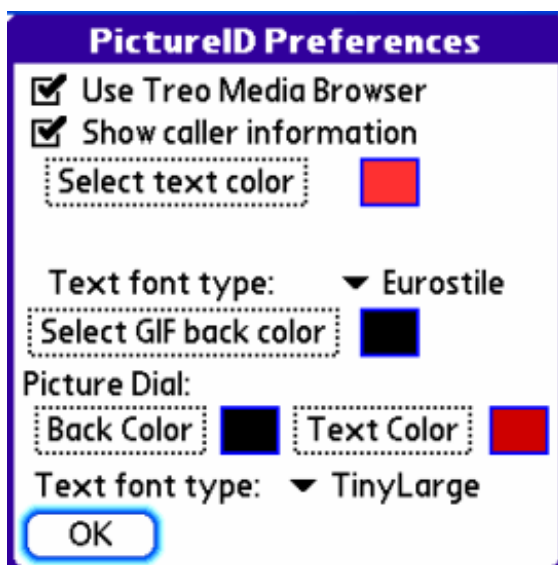 PictureID Preferences
Use Treo Media Browser
Show caller information
Select text color
Text font type: Eurostile
Select GIF back color
Picture Dial:
Back Color Text Color
Text font type: TinyLarge
OK